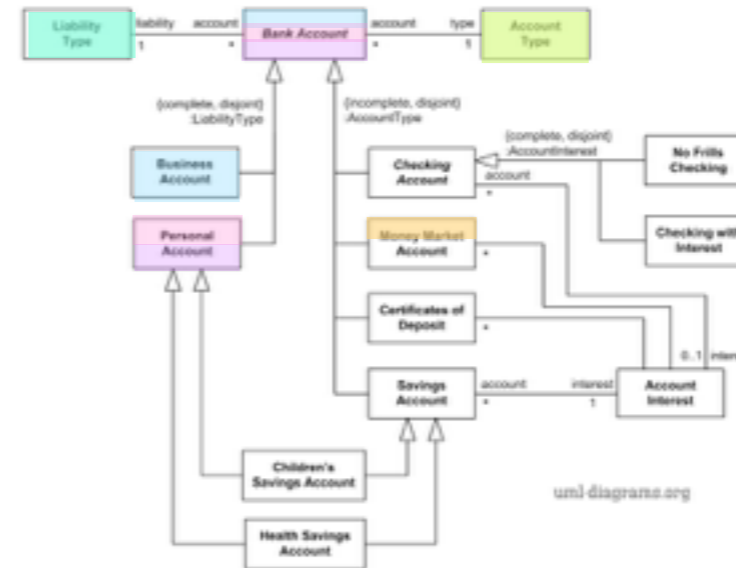 Liability
Type
liability
1
account
*
Bank Account
account
*
type
1
Account
Type
{complete, disjoint}
:LiabilityType
{incomplete, disjoint}
:AccountType
{complete, disjoint}
:AccountInterest
Business
Account
Checking
Account
account
*
No Frills
Checking
Personal
Account
Money Market
Account
*
Checking with
Interest
Certificates of
Deposit
*
0..1
Savings
Account
account
*
interest
1
Account
Interest
Children's
Savings Account
uml-diagrams.org
Health Savings
Account